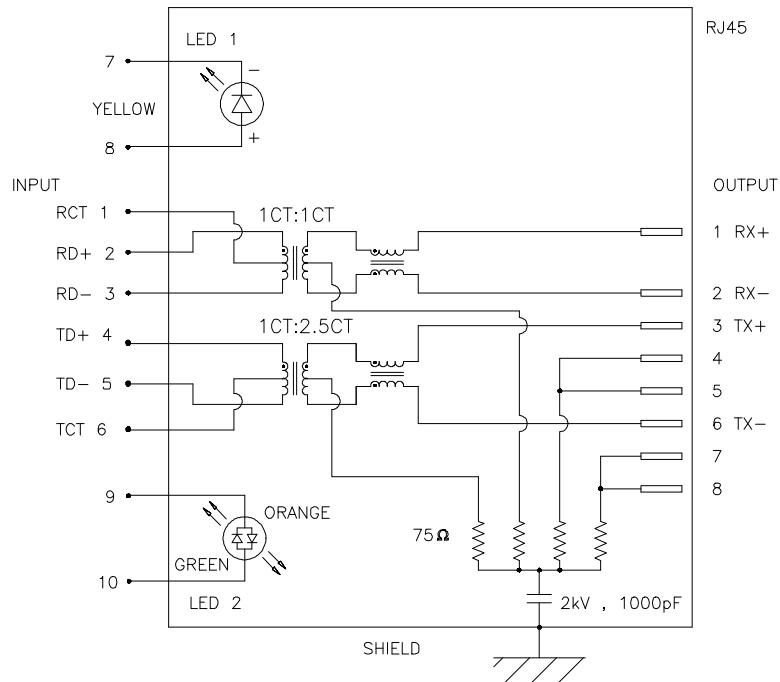 LED 1
RJ45
7
−
YELLOW
+
8
INPUT
OUTPUT
RCT 1
1CT:1CT
1 RX+
RD+ 2
RD− 3
2 RX−
TD+ 4
1CT:2.5CT
3 TX+
4
TD− 5
5
TCT 6
6 TX−
7
8
9
ORANGE
75Ω
GREEN
10
LED 2
2kV , 1000pF
SHIELD